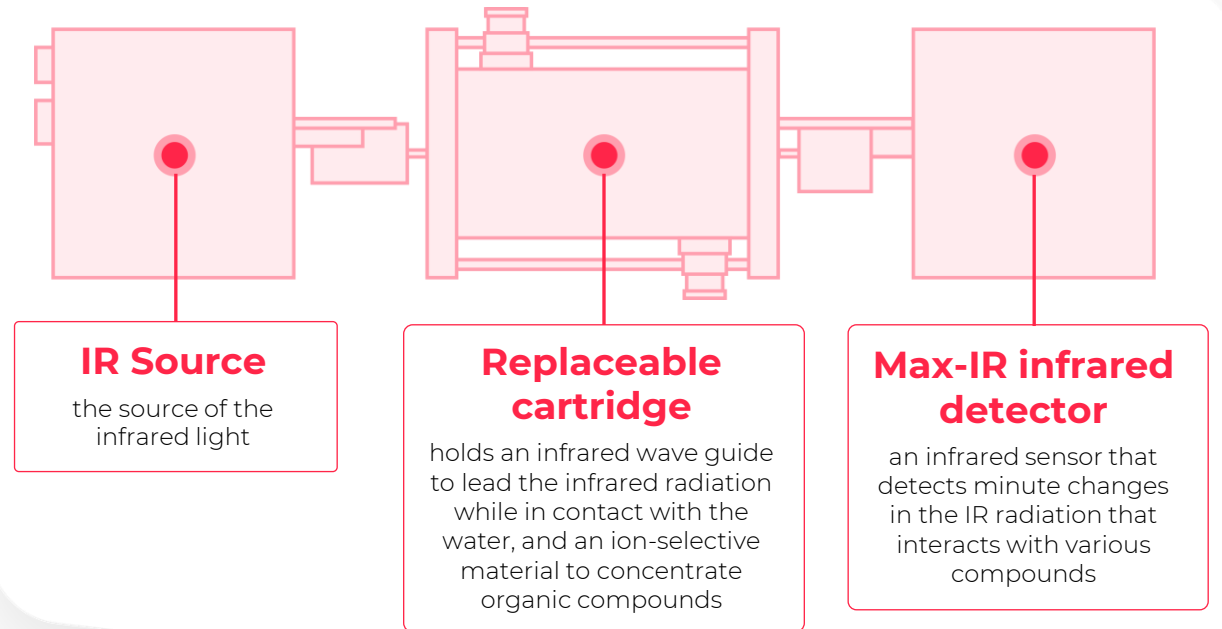 IR Source
the source of the
infrared light
Replaceable
cartridge
holds an infrared wave guide
to lead the infrared radiation
while in contact with the
water, and an ion-selective
material to concentrate
organic compounds
Max-IR infrared
detector
an infrared sensor that
detects minute changes
in the IR radiation that
interacts with various
compounds